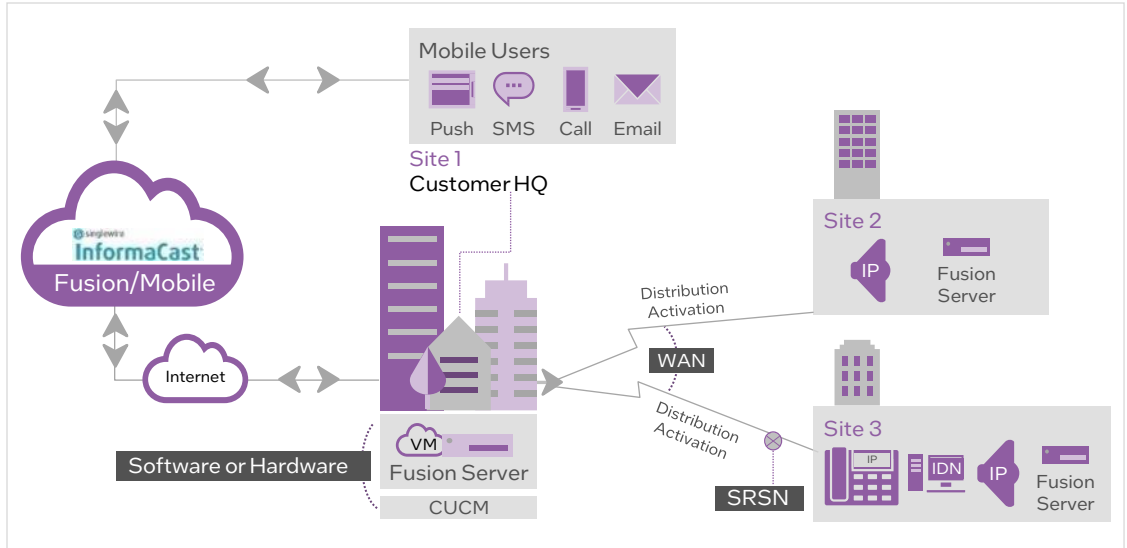 Mobile Users
Push
SMS
Call
Email
Site 1
Customer HQ
singlewire
InformaCast
Fusion/Mobile
Internet
Software or Hardware
VM
Fusion Server
CUCM
Distribution
Activation
WAN
Distribution
Activation
SRSN
Site 2
IP
Fusion
Server
Site 3
IP
IDN
IP
Fusion
Server